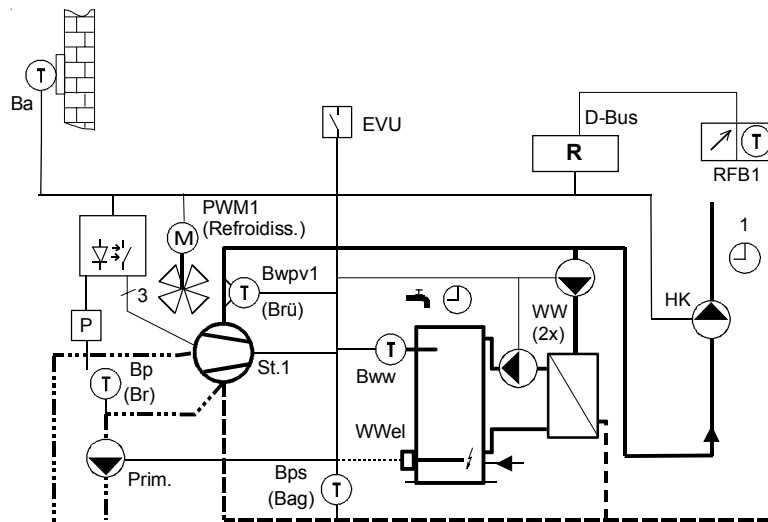 T
Ba
EVU
D-Bus
R
T
RFB1
PWM1
(Refroidiss.)
M
1
Bwpv1
T
(Brü)
3
P
WW
(2x)
HK
St.1
T
Bww
Bp
(Br)
T
WWel
Prim.
Bps
(Bag)
T